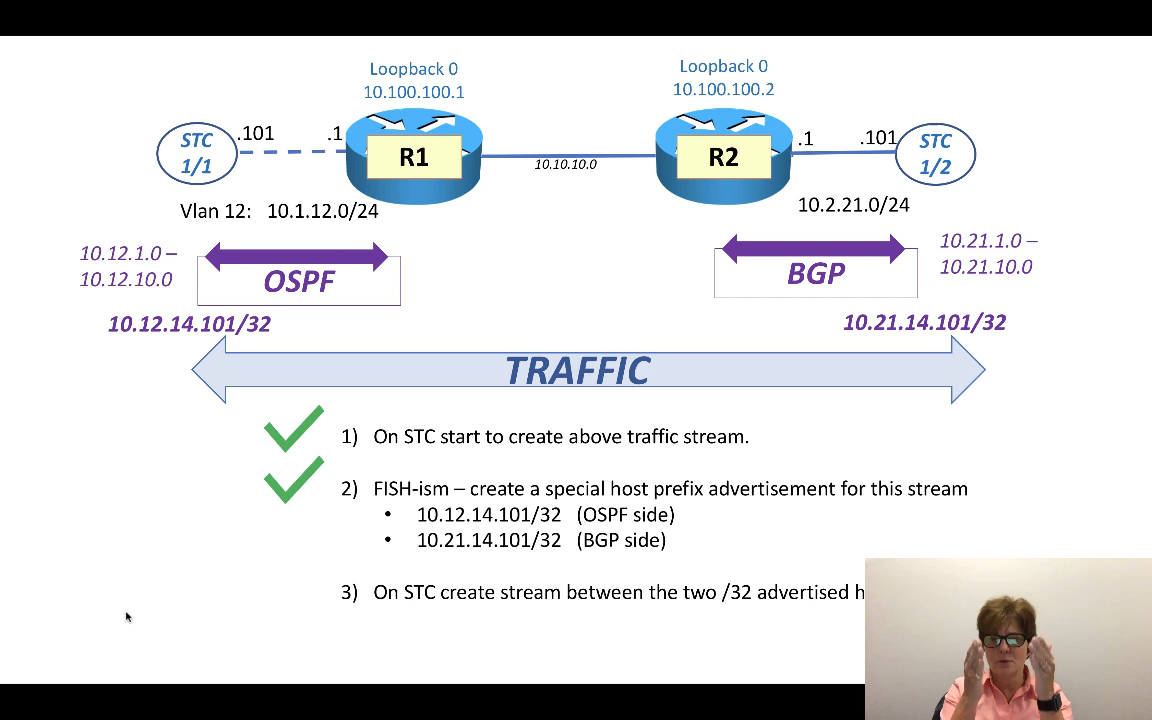 Loopback 0
10.100.100.1
Loopback 0
10.100.100.2
STC
1/1
.101
.1
R1
10.10.10.0
R2
.1
.101
STC
1/2
Vlan 12: 10.1.12.0/24
10.2.21.0/24
10.12.1.0 –
10.12.10.0
OSPF
BGP
10.21.1.0 –
10.21.10.0
10.12.14.101/32
10.21.14.101/32
TRAFFIC
1) On STC start to create above traffic stream.
2) FISH-ism – create a special host prefix advertisement for this stream
• 10.12.14.101/32 (OSPF side)
• 10.21.14.101/32 (BGP side)
3) On STC create stream between the two /32 advertised